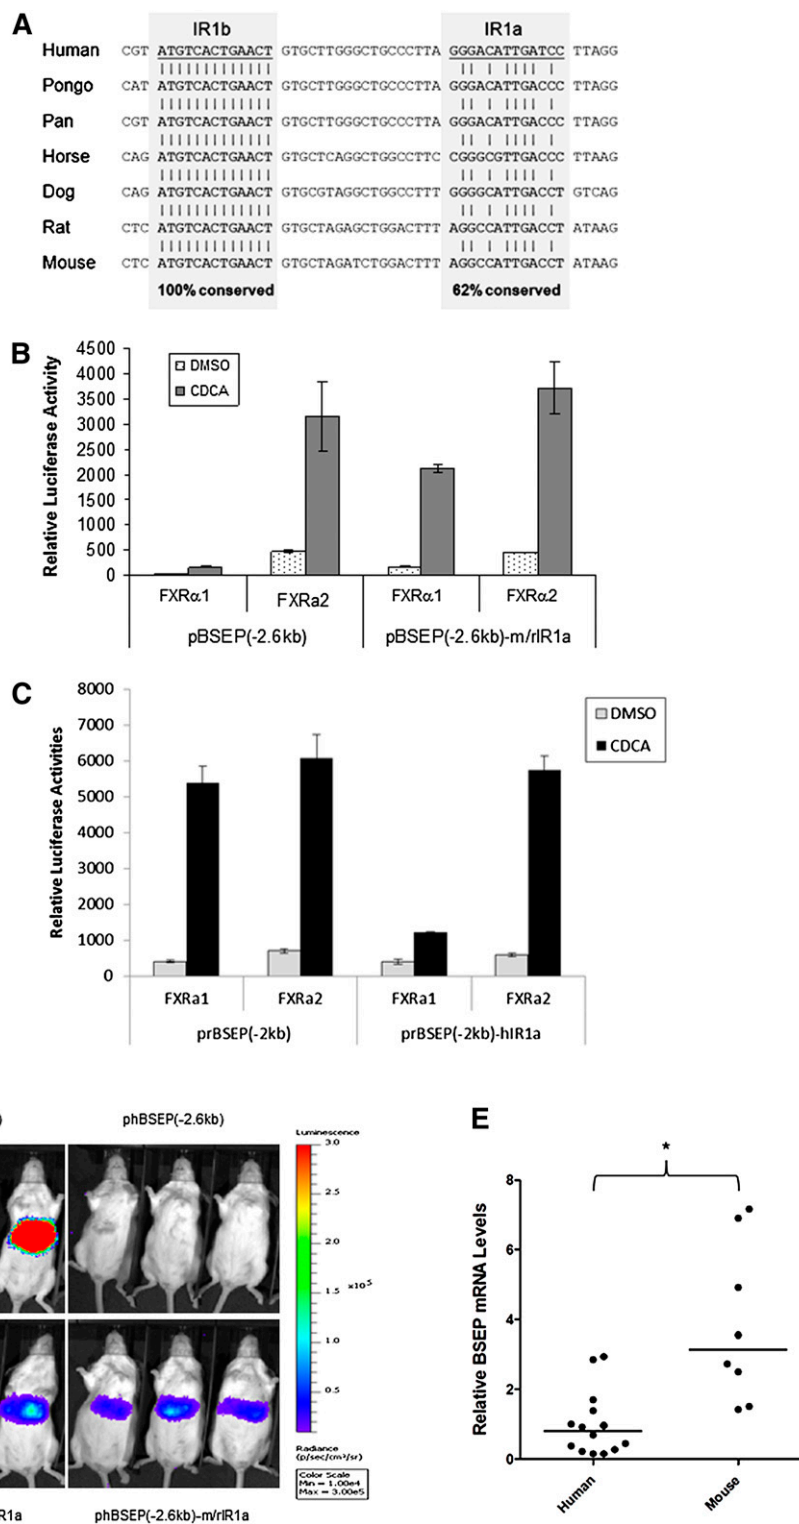 A
IR1b IR1a
Human CGT ATGTCACTGAACT GTGCTTGGGCTGCCCTTA GGGACATTGATCC TTAGG
Pongo CAT ATGTCACTGAACT GTGCTTGGGCTGCCCTTA GGGACATTGACCC TTAGG
Pan CGT ATGTCACTGAACT GTGCTTGGGCTGCCCTTA GGGACATTGACCC TTAGG
Horse CAG ATGTCACTGAACT GTGCTCAGGCTGGCCTTC CGGGCGTTGACCC TTAAG
Dog CAG ATGTCACTGAACT GTGCGTAGGCTGGCCTTT GGGGCATTGACCT GTCAG
Rat CTC ATGTCACTGAACT GTGCTAGAGCTGGACTTT AGGCCATTGACCT ATAAG
Mouse CTC ATGTCACTGAACT GTGCTAGATCTGGACTTT AGGCCATTGACCT ATAAG
100% conserved 62% conserved
B
Relative Luciferase Activity
4500
4000
3500
3000
2500
2000
1500
1000
500
0
DMSO
CDCA
FXRα1 FXRa2 FXRα1 FXRα2
pBSEP(-2.6kb) pBSEP(-2.6kb)-m/rIR1a
C
Relative Luciferase Activities
8000
7000
6000
5000
4000
3000
2000
1000
0
DMSO
CDCA
FXRa1 FXRa2 FXRa1 FXRa2
prBSEP(-2kb) prBSEP(-2kb)-hIR1a
) phBSEP(-2.6kb)
Luminescence
3.0
2.5
2.0
1.5
×10⁵
1.0
0.5
Radiance
(p/sec/cm²/sr)
Color Scale
Min = 1.00e4
Max = 3.00e5
R1a phBSEP(-2.6kb)-m/rIR1a
E
*
Relative BSEP mRNA Levels
8
6
4
2
0
Human Mouse